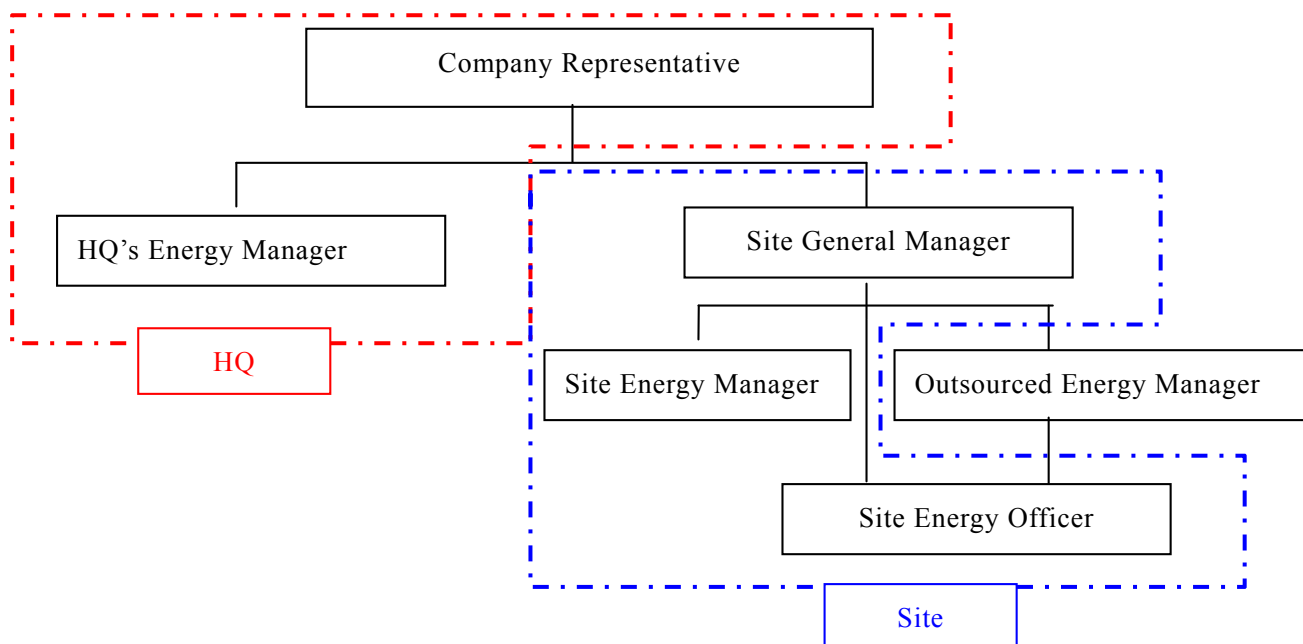 Company Representative
HQ’s Energy Manager
Site General Manager
HQ
Site Energy Manager
Outsourced Energy Manager
Site Energy Officer
Site